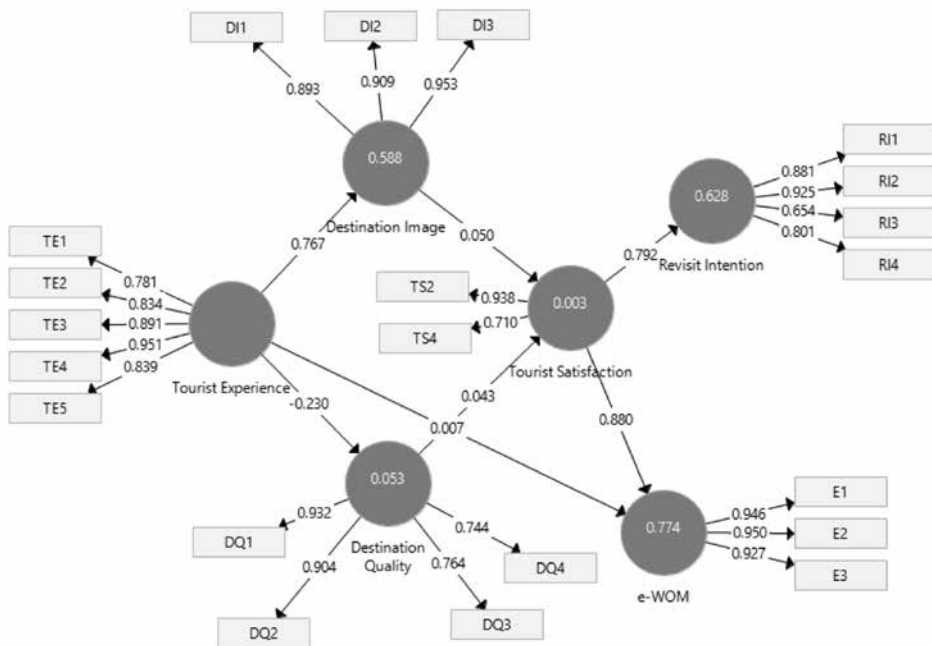 DI1
DI2
DI3
0.893
0.909
0.953
0.588
Destination Image
RI1
RI2
RI3
RI4
0.881
0.925
0.654
0.801
0.628
Revisit Intention
TE1
TE2
TE3
TE4
TE5
0.781
0.834
0.891
0.951
0.839
Tourist Experience
0.767
0.050
0.792
TS2
TS4
0.938
0.710
0.003
Tourist Satisfaction
-0.230
0.007
0.043
0.880
0.053
Destination
Quality
0.932
0.904
0.764
0.744
DQ1
DQ2
DQ3
DQ4
0.774
e-WOM
0.946
0.950
0.927
E1
E2
E3